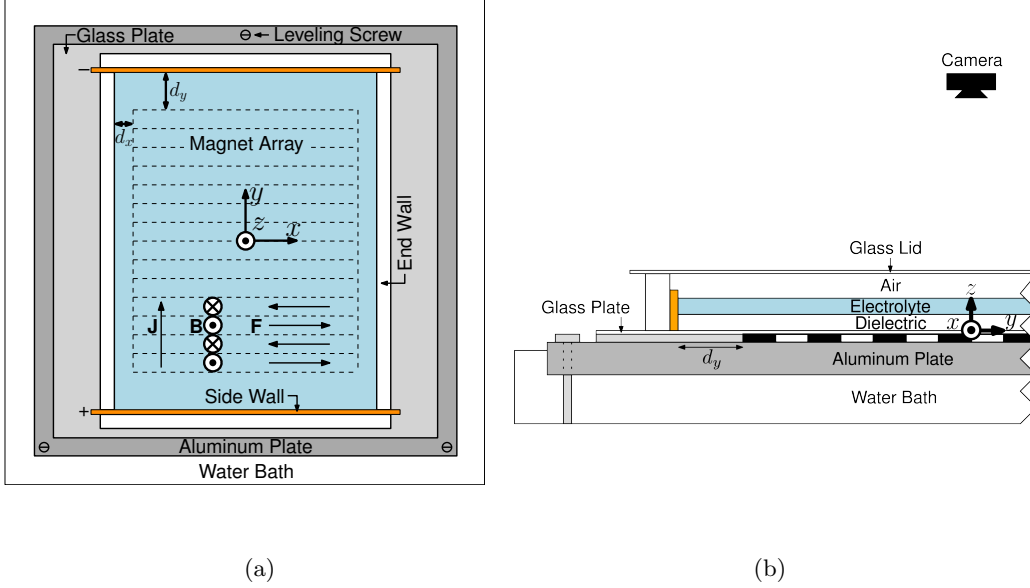 Glass Plate
Leveling Screw
−
d_y
d_x
Magnet Array
y
z
x
End Wall
J
B
F
Side Wall
+
Aluminum Plate
Water Bath
(a)
Camera
Glass Lid
Air
z
Electrolyte
Glass Plate
Dielectric
x
y
d_y
Aluminum Plate
Water Bath
(b)